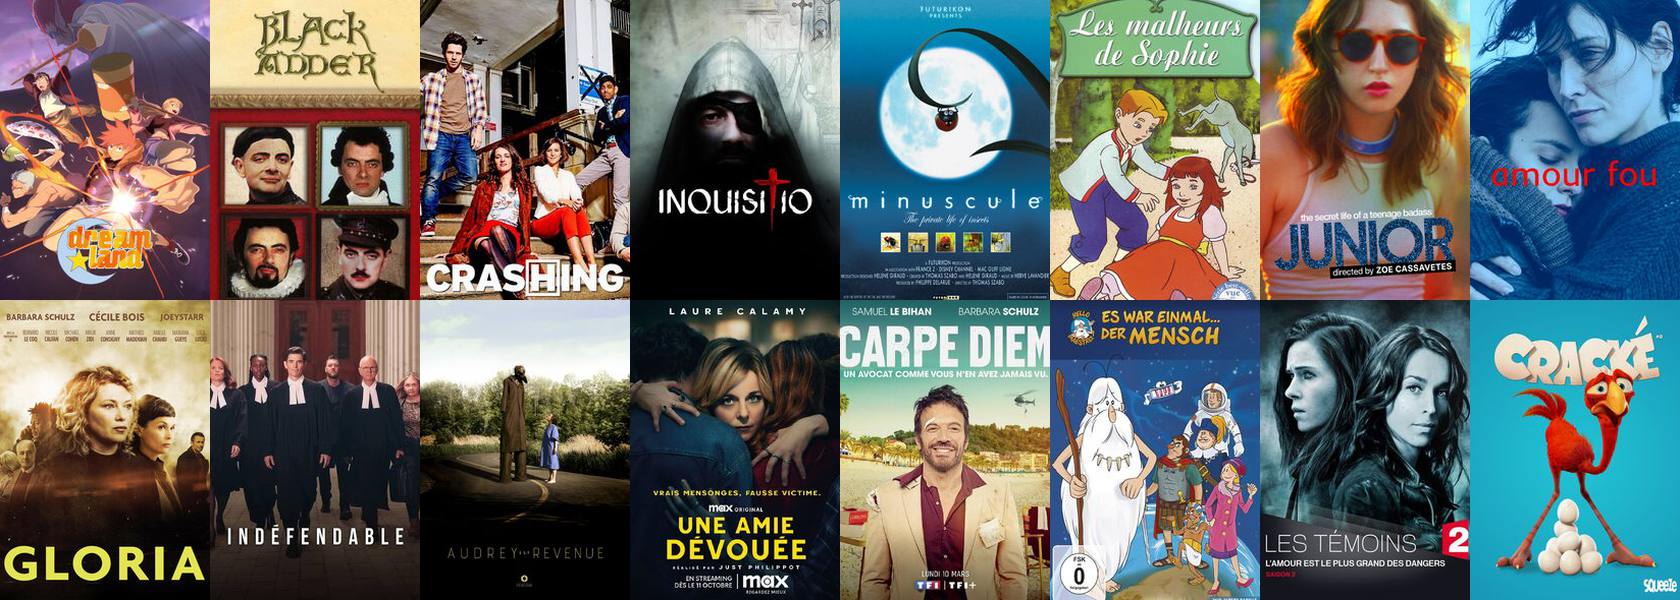 dream
land
BLACK
ADDER
CRASHING
INQUISITIO
FUTURIKON
PRESENTS
minuscule
The private life of insects
Les malheurs
de Sophie
the secret life of a teenage badass
JUNIOR
directed by ZOE CASSAVETES
amour fou
BARBARA SCHULZ CÉCILE BOIS JOEYSTARR
GLORIA
INDÉFENDABLE
AUDREY EST REVENUE
LAURE CALAMY
VRAIS MENSONGES, FAUSSE VICTIME.
max ORIGINAL
UNE AMIE
DÉVOUÉE
RÉALISÉ PAR JUST PHILIPPOT
EN STREAMING
DÈS LE 11 OCTOBRE
max
REGARDEZ MIEUX
SAMUEL LE BIHAN BARBARA SCHULZ
CARPE DIEM
UN AVOCAT COMME VOUS N'EN AVEZ JAMAIS VU.
LUNDI 10 MARS
TF1 TF1+
HELLO
ES WAR EINMAL...
DER MENSCH
FSK
0
LES TÉMOINS
2
L'AMOUR EST LE PLUS GRAND DES DANGERS
SAISON 2
CRACKÉ
SQUEEZE